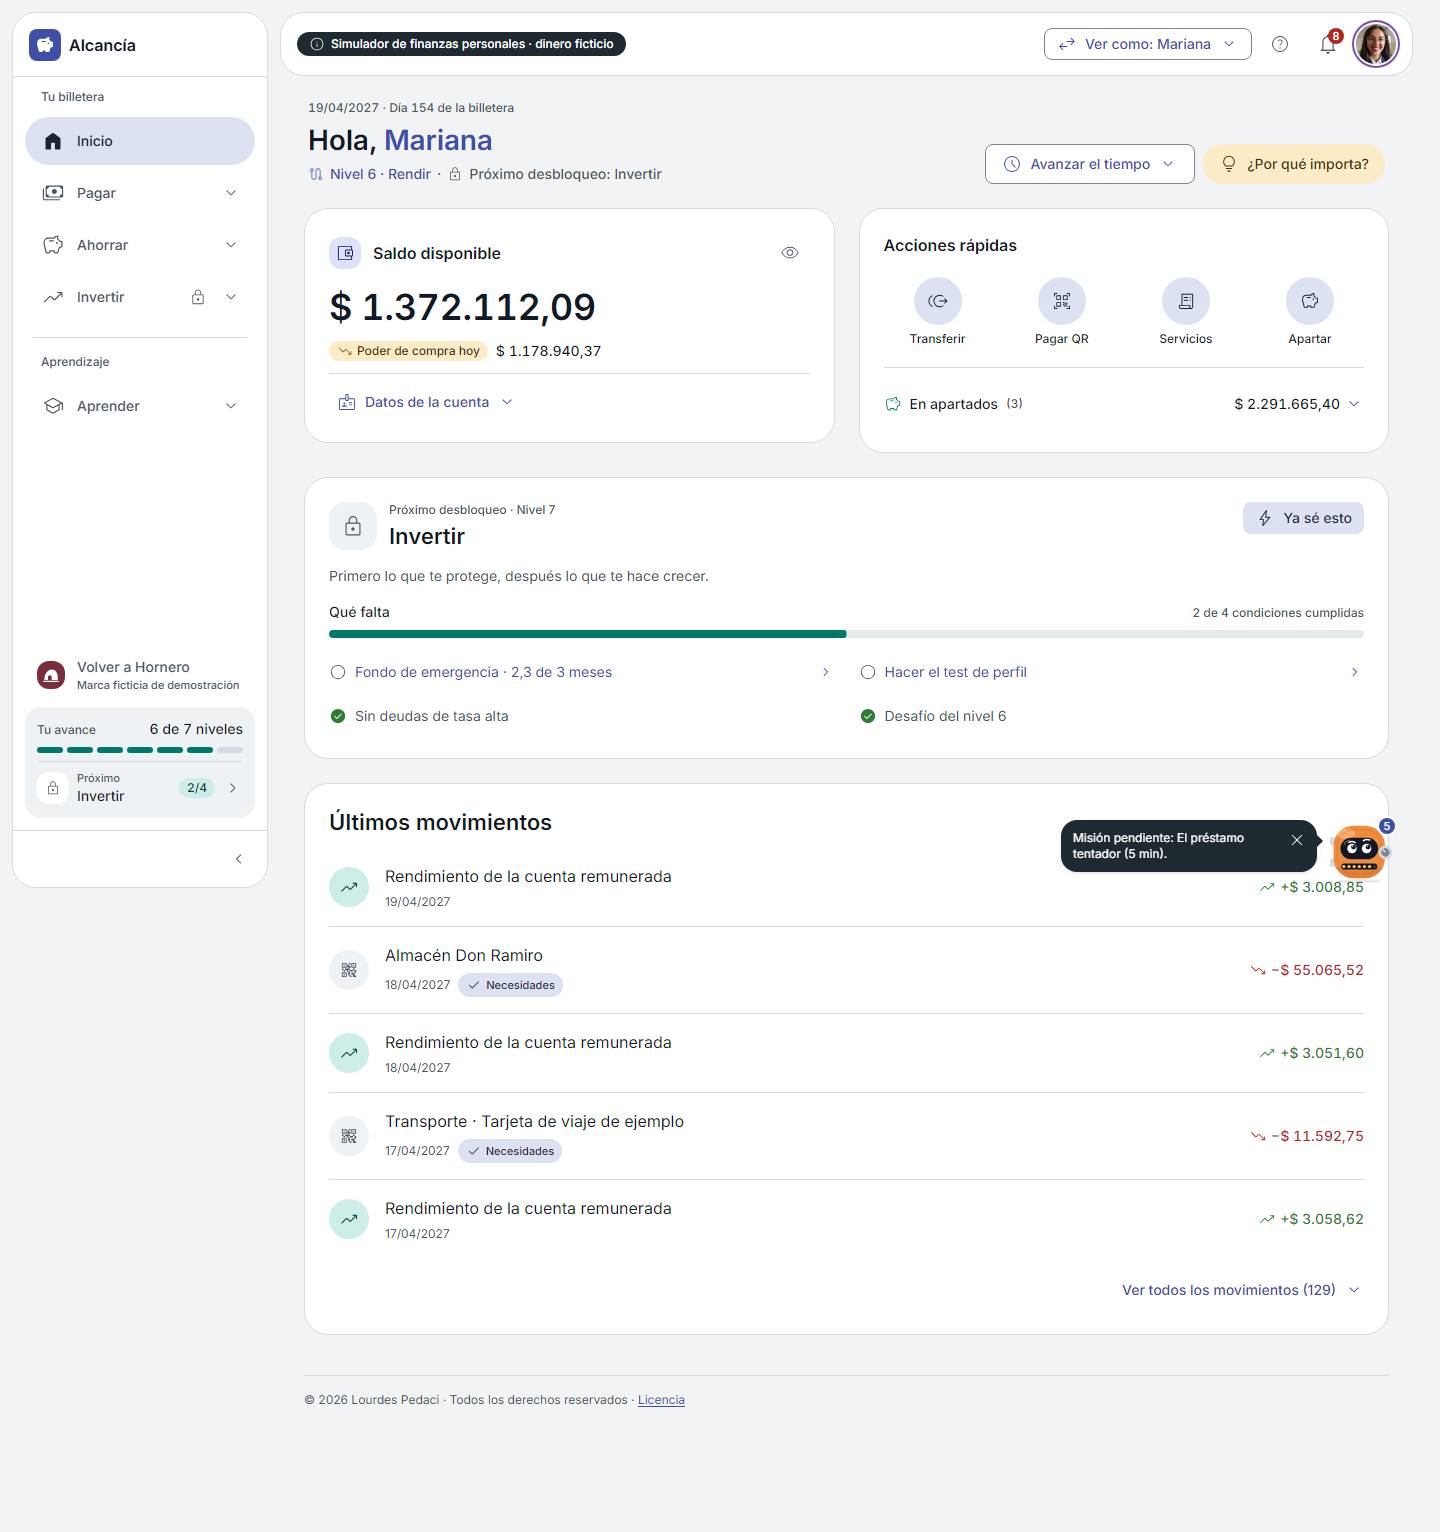 Alcancía
Tu billetera
Inicio
Pagar
Ahorrar
Invertir
Aprendizaje
Aprender
Volver a Hornero
Marca ficticia de demostración
Tu avance
6 de 7 niveles
Próximo
Invertir
2/4
Simulador de finanzas personales · dinero ficticio
Ver como: Mariana
8
19/04/2027 · Día 154 de la billetera
Hola, Mariana
Nivel 6 · Rendir · Próximo desbloqueo: Invertir
Avanzar el tiempo
¿Por qué importa?
Saldo disponible
$ 1.372.112,09
Poder de compra hoy $ 1.178.940,37
Datos de la cuenta
Acciones rápidas
Transferir
Pagar QR
Servicios
Apartar
En apartados (3)
$ 2.291.665,40
Próximo desbloqueo · Nivel 7
Invertir
Ya sé esto
Primero lo que te protege, después lo que te hace crecer.
Qué falta
2 de 4 condiciones cumplidas
Fondo de emergencia · 2,3 de 3 meses
Hacer el test de perfil
Sin deudas de tasa alta
Desafío del nivel 6
Últimos movimientos
Misión pendiente: El préstamo
tentador (5 min).
5
Rendimiento de la cuenta remunerada
19/04/2027
+$ 3.008,85
Almacén Don Ramiro
18/04/2027
Necesidades
−$ 55.065,52
Rendimiento de la cuenta remunerada
18/04/2027
+$ 3.051,60
Transporte · Tarjeta de viaje de ejemplo
17/04/2027
Necesidades
−$ 11.592,75
Rendimiento de la cuenta remunerada
17/04/2027
+$ 3.058,62
Ver todos los movimientos (129)
© 2026 Lourdes Pedaci · Todos los derechos reservados · Licencia